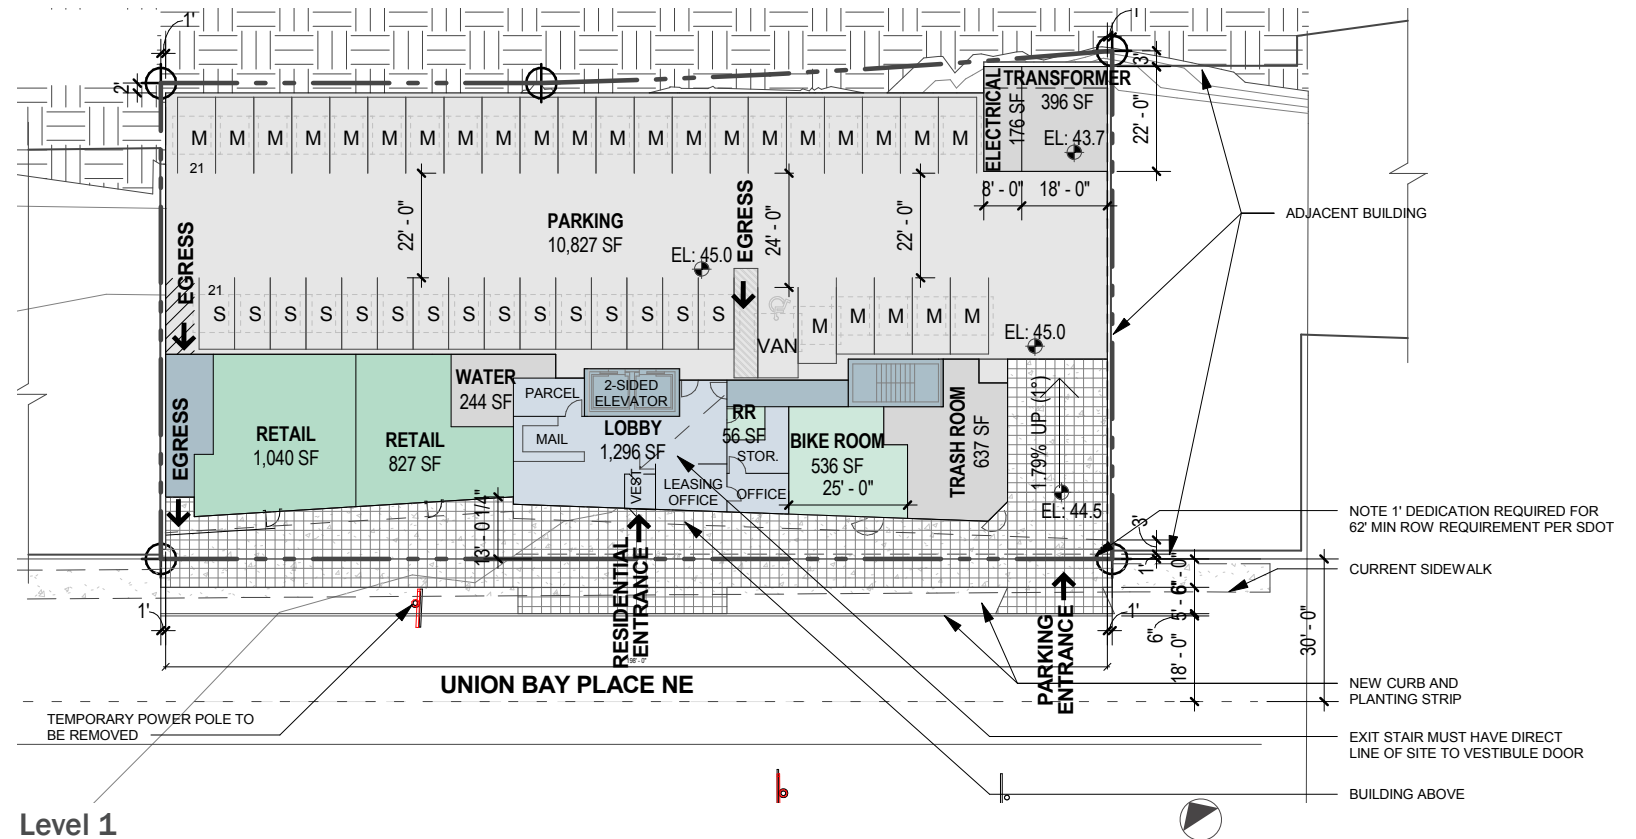 1'
1'
2'
3'
ELECTRICAL
176 SF
TRANSFORMER
396 SF
EL: 43.7
22' - 0"
8' - 0"
18' - 0"
M M M M M M M M M M M M M M M M M M M M M
21
EGRESS
22' - 0"
PARKING
10,827 SF
EL: 45.0
EGRESS
24' - 0"
22' - 0"
ADJACENT BUILDING
21
S S S S S S S S S S S S S S S
VAN
M M M M M
EL: 45.0
EGRESS
RETAIL
1,040 SF
RETAIL
827 SF
WATER
244 SF
PARCEL
2-SIDED
ELEVATOR
MAIL
LOBBY
1,296 SF
VEST
LEASING
OFFICE
RR
56 SF
STOR.
OFFICE
BIKE ROOM
536 SF
25' - 0"
TRASH ROOM
637 SF
1.79% UP (1°)
EL: 44.5
13' - 0 1/4"
NOTE 1' DEDICATION REQUIRED FOR
62' MIN ROW REQUIREMENT PER SDOT
CURRENT SIDEWALK
3'
1'
6' - 0"
5' - 6"
6"
18' - 0"
30' - 0"
1'
1'
RESIDENTIAL
ENTRANCE
198' - 0"
PARKING
ENTRANCE
UNION BAY PLACE NE
NEW CURB AND
PLANTING STRIP
TEMPORARY POWER POLE TO
BE REMOVED
EXIT STAIR MUST HAVE DIRECT
LINE OF SITE TO VESTIBULE DOOR
BUILDING ABOVE
Level 1